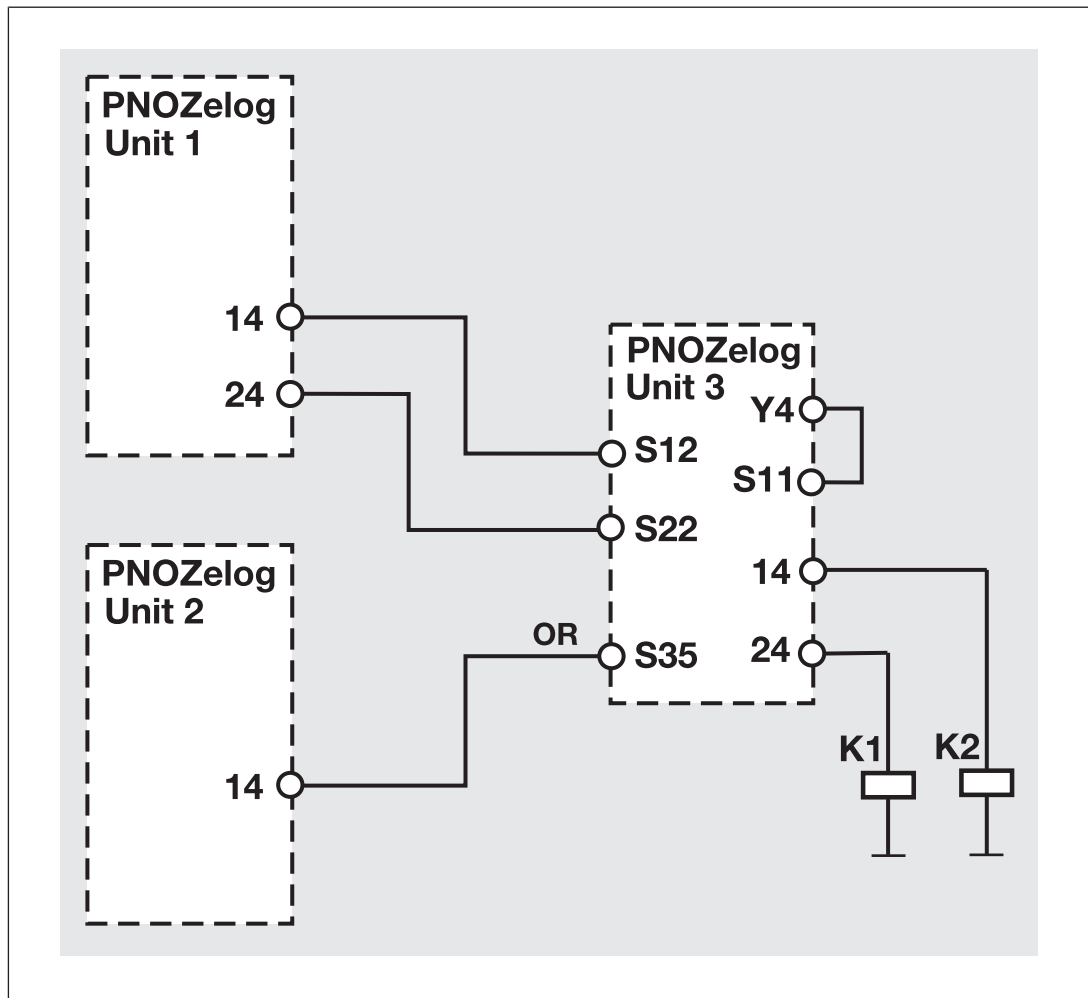 PNOZelog
Unit 1
14
24
PNOZelog
Unit 2
14
OR
PNOZelog
Unit 3
Y4
S12
S11
S22
14
S35
24
K1
K2